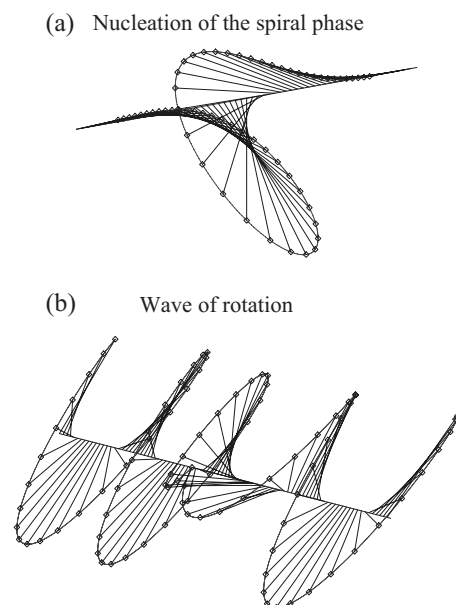 (a) Nucleation of the spiral phase
(b) Wave of rotation